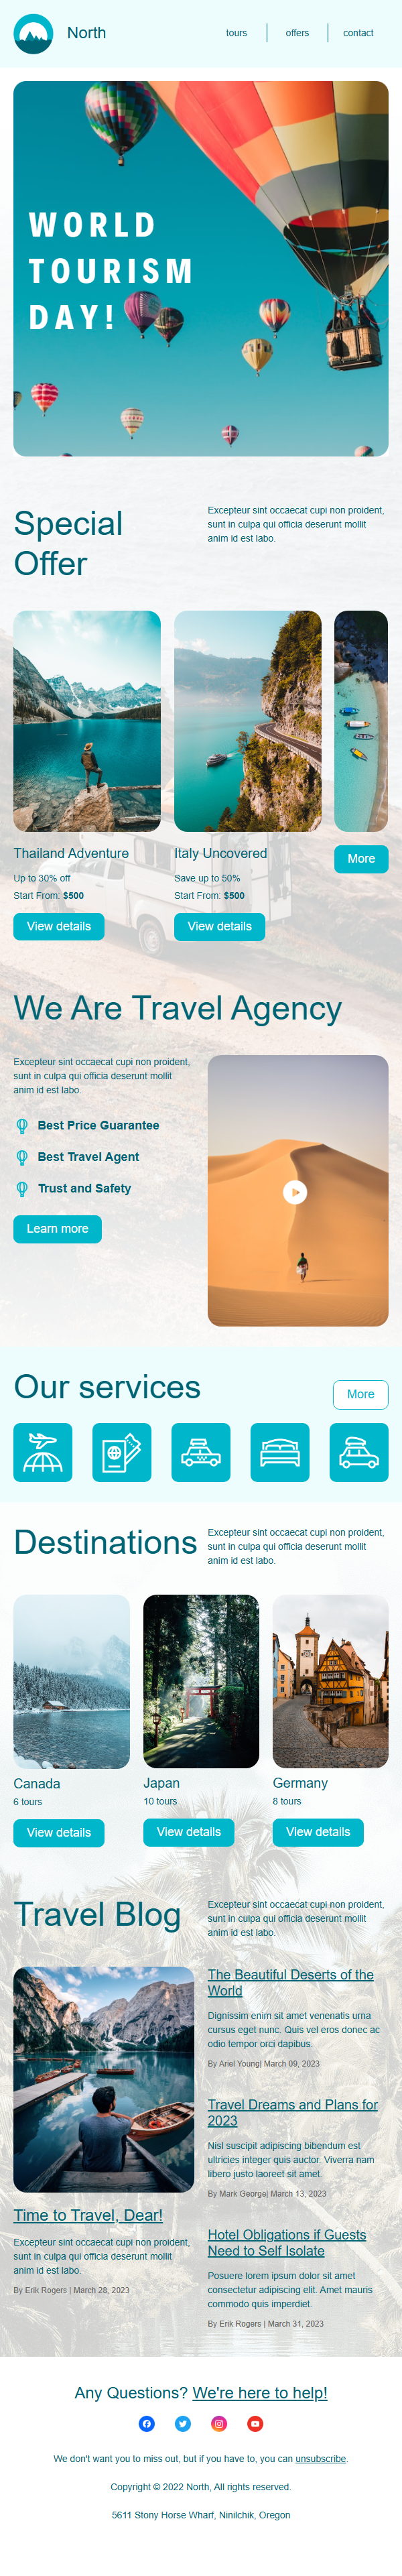 North
tours
offers
contact
WORLD
TOURISM
DAY!
Special
Offer
Excepteur sint occaecat cupi non proident,
sunt in culpa qui officia deserunt mollit
anim id est labo.
Thailand Adventure
Up to 30% off
Start From: $500
View details
Italy Uncovered
Save up to 50%
Start From: $500
View details
More
We Are Travel Agency
Excepteur sint occaecat cupi non proident,
sunt in culpa qui officia deserunt mollit
anim id est labo.
Best Price Guarantee
Best Travel Agent
Trust and Safety
Learn more
Our services
More
Destinations
Excepteur sint occaecat cupi non proident,
sunt in culpa qui officia deserunt mollit
anim id est labo.
Canada
6 tours
View details
Japan
10 tours
View details
Germany
8 tours
View details
Travel Blog
Excepteur sint occaecat cupi non proident,
sunt in culpa qui officia deserunt mollit
anim id est labo.
Time to Travel, Dear!
Excepteur sint occaecat cupi non proident,
sunt in culpa qui officia deserunt mollit
anim id est labo.
By Erik Rogers | March 28, 2023
The Beautiful Deserts of the
World
Dignissim enim sit amet venenatis urna
cursus eget nunc. Quis vel eros donec ac
odio tempor orci dapibus.
By Ariel Young| March 09, 2023
Travel Dreams and Plans for
2023
Nisl suscipit adipiscing bibendum est
ultricies integer quis auctor. Viverra nam
libero justo laoreet sit amet.
By Mark George| March 13, 2023
Hotel Obligations if Guests
Need to Self Isolate
Posuere lorem ipsum dolor sit amet
consectetur adipiscing elit. Amet mauris
commodo quis imperdiet.
By Erik Rogers | March 31, 2023
Any Questions? We're here to help!
We don't want you to miss out, but if you have to, you can unsubscribe.
Copyright © 2022 North, All rights reserved.
5611 Stony Horse Wharf, Ninilchik, Oregon